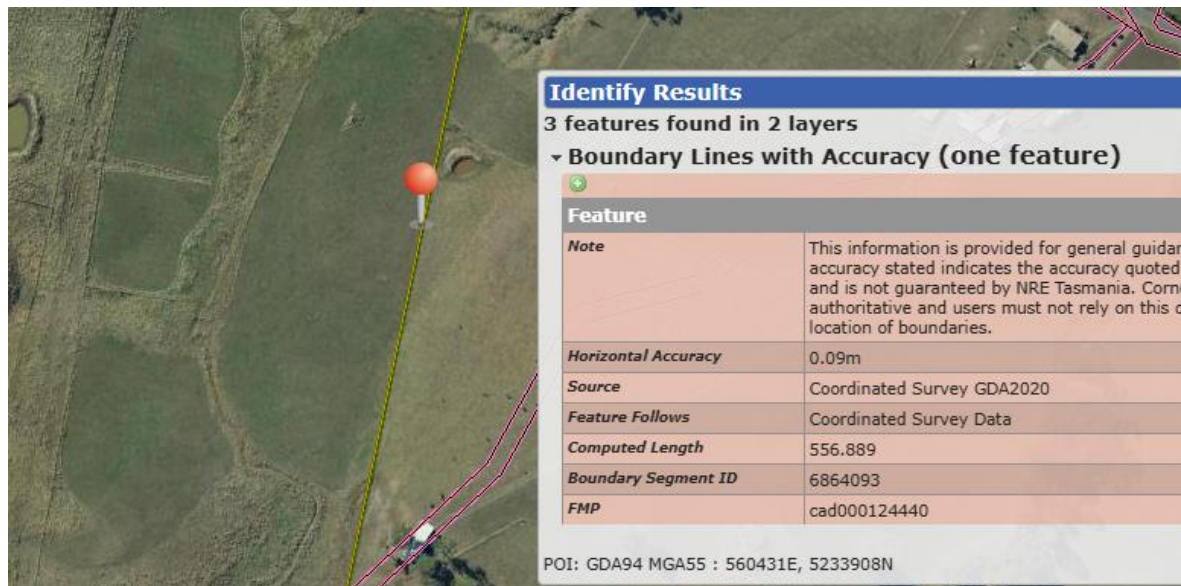 Identify Results
3 features found in 2 layers
Boundary Lines with Accuracy (one feature)
Feature
Note
This information is provided for general
accuracy stated indicates the accuracy quoted
and is not guaranteed by NRE Tasmania.
authoritative and users must not rely on this
location of boundaries.
Horizontal Accuracy 0.09m
Source Coordinated Survey GDA2020
Feature Follows Coordinated Survey Data
Computed Length 556.889
Boundary Segment ID 6864093
FMP cad000124440
POI: GDA94 MGA55 : 560431E, 5233908N